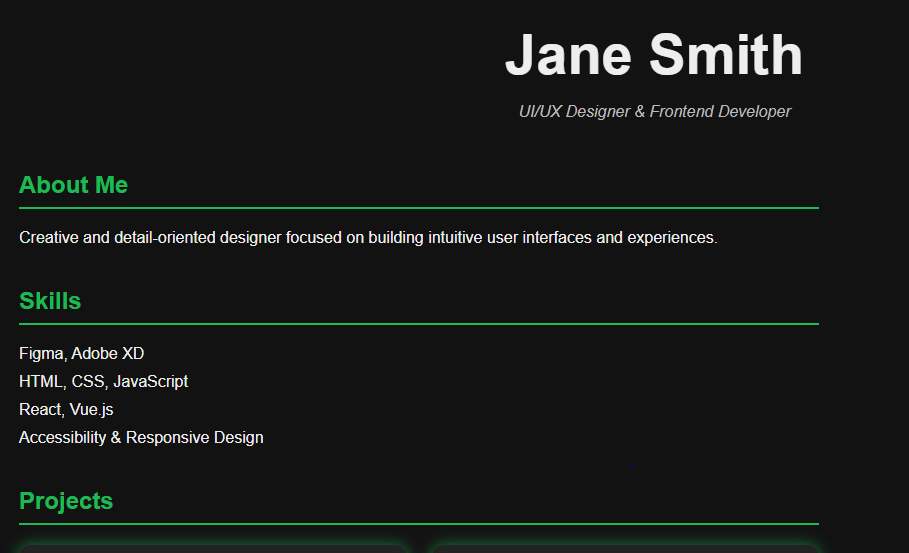 Jane Smith
UI/UX Designer & Frontend Developer
About Me
Creative and detail-oriented designer focused on building intuitive user interfaces and experiences.
Skills
Figma, Adobe XD
HTML, CSS, JavaScript
React, Vue.js
Accessibility & Responsive Design
Projects